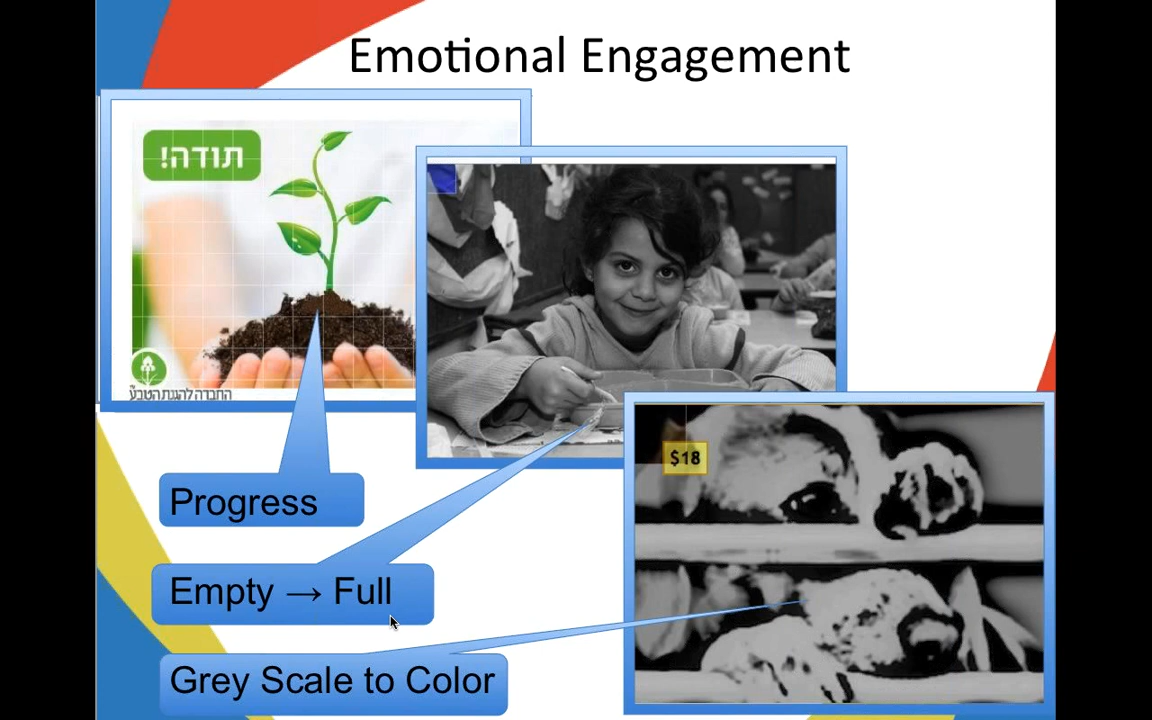 Emotional Engagement
תודה!
החברה להגנת הטבע
$18
Progress
Empty → Full
Grey Scale to Color